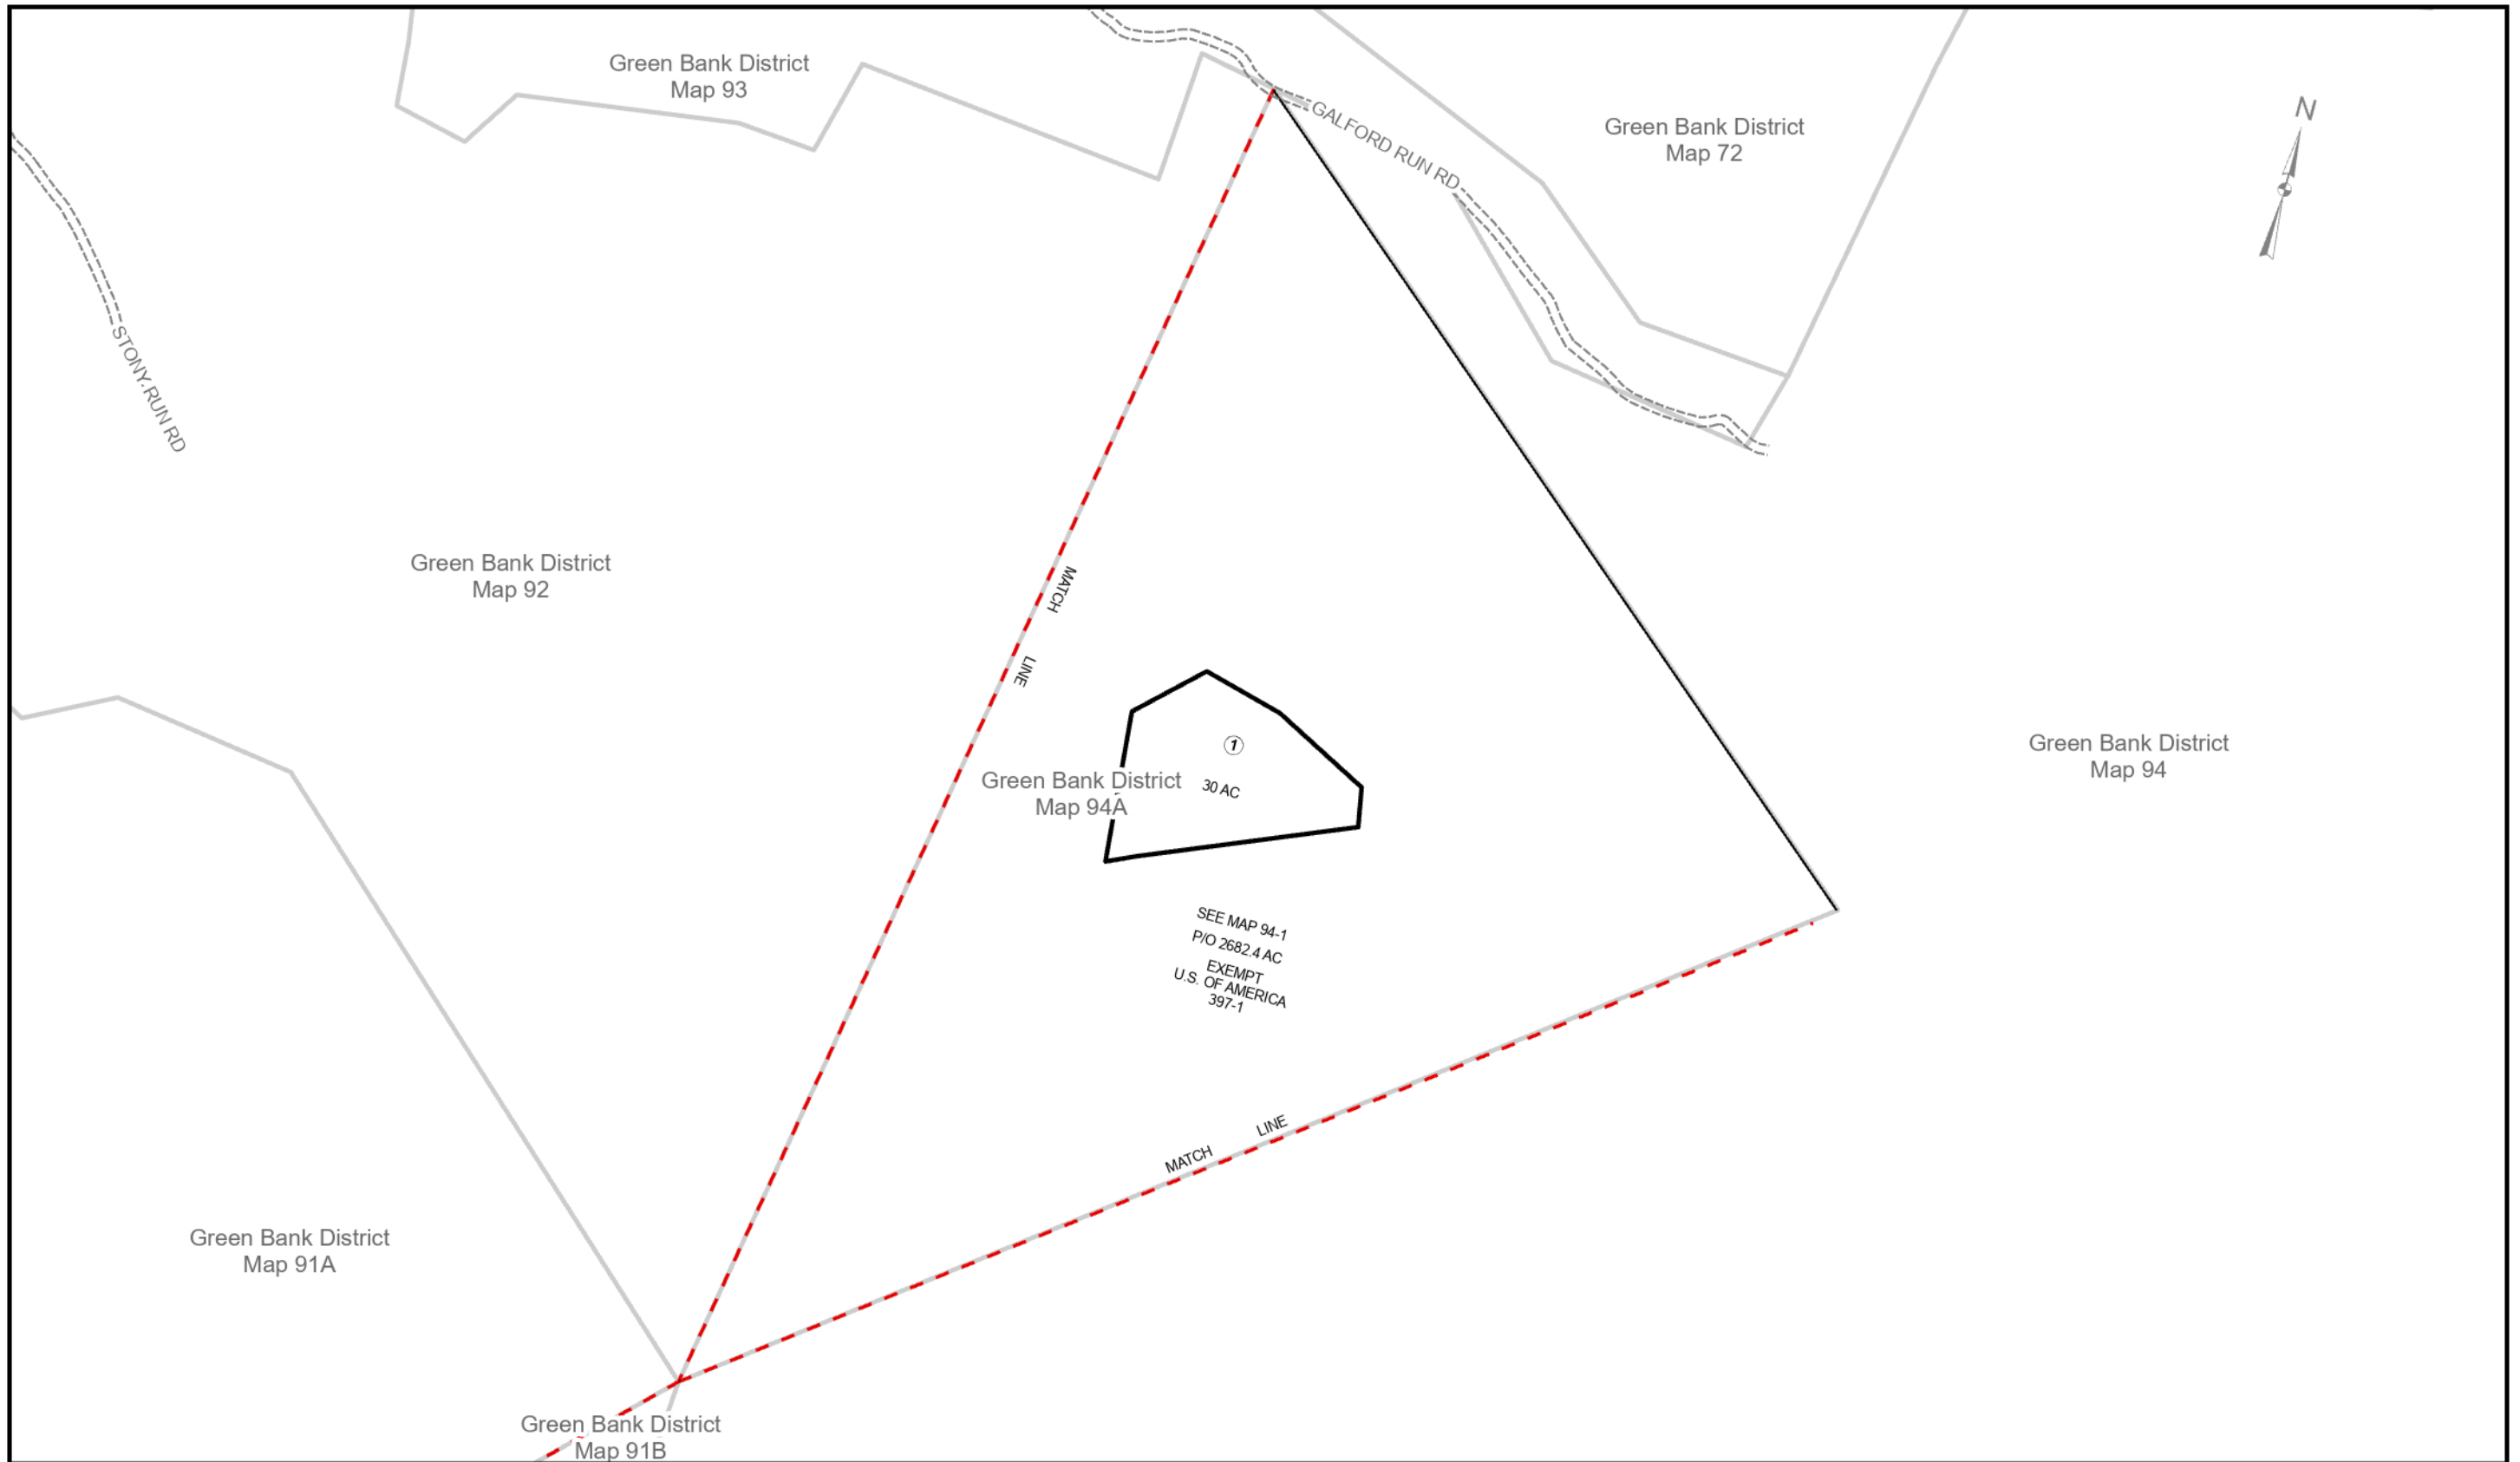 Green Bank District
Map 93
N
GALFORD RUN RD
Green Bank District
Map 72
STONY RUN RD
Green Bank District
Map 92
MATCH
LINE
1
Green Bank District
Map 94A
30 AC
Green Bank District
Map 94
SEE MAP 94-1
P/O 2682.4 AC
EXEMPT
U.S. OF AMERICA
397-1
MATCH
LINE
Green Bank District
Map 91A
Green Bank District
Map 91B